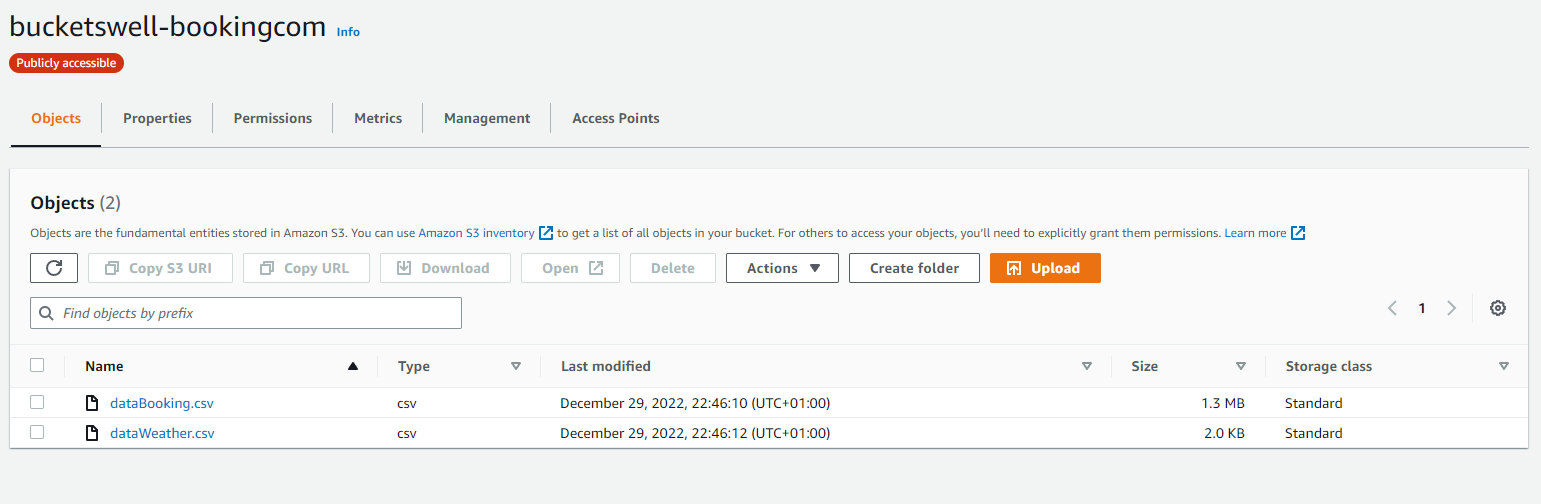 bucketswell-bookingcom Info
Publicly accessible
Objects Properties Permissions Metrics Management Access Points
Objects (2)
Objects are the fundamental entities stored in Amazon S3. You can use Amazon S3 inventory to get a list of all objects in your bucket. For others to access your objects, you'll need to explicitly grant them permissions. Learn more
Copy S3 URI Copy URL Download Open Delete Actions Create folder Upload
Find objects by prefix 1
Name Type Last modified Size Storage class
dataBooking.csv csv December 29, 2022, 22:46:10 (UTC+01:00) 1.3 MB Standard
dataWeather.csv csv December 29, 2022, 22:46:12 (UTC+01:00) 2.0 KB Standard